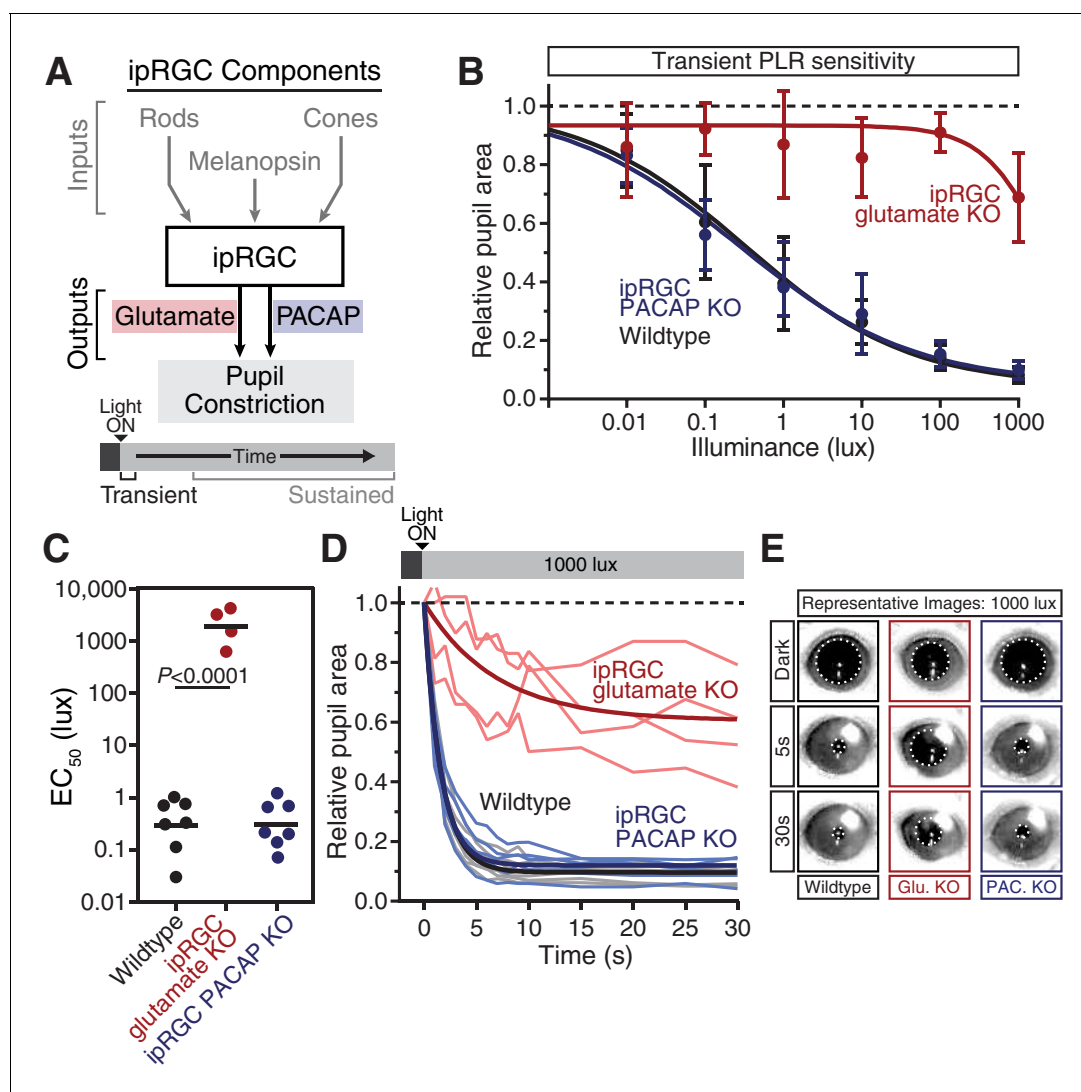 A
ipRGC Components
Inputs
Rods
Cones
Melanopsin
ipRGC
Outputs
Glutamate
PACAP
Pupil
Constriction
Light
ON
Time
Transient
Sustained
B
Transient PLR sensitivity
Relative pupil area
1.0
0.8
0.6
0.4
0.2
0.0
ipRGC
glutamate KO
ipRGC
PACAP KO
Wildtype
0.01
0.1
1
10
100
1000
Illuminance (lux)
C
EC50 (lux)
10,000
1000
100
10
1
0.1
0.01
P<0.0001
Wildtype
ipRGC
glutamate KO
ipRGC PACAP KO
D
Light
ON
1000 lux
Relative pupil area
1.0
0.8
0.6
0.4
0.2
0.0
ipRGC
glutamate KO
Wildtype
ipRGC
PACAP KO
0
5
10
15
20
25
30
Time (s)
E
Representative Images: 1000 lux
Dark
5s
30s
Wildtype
Glu. KO
PAC. KO